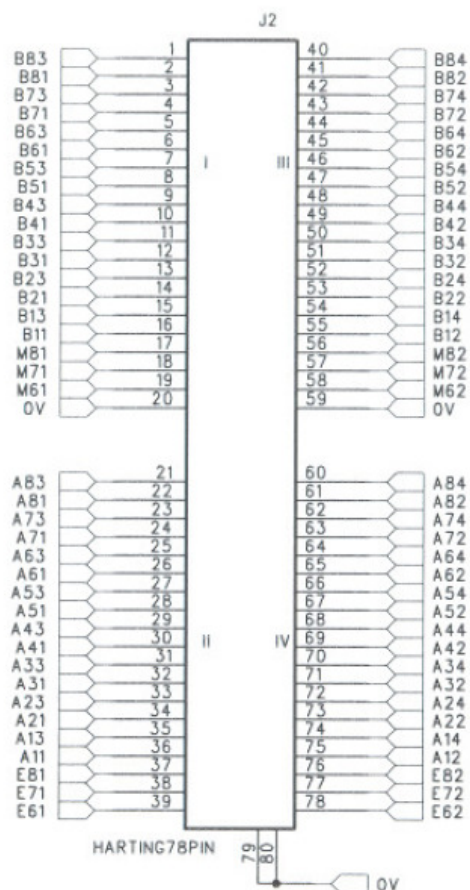 J2
B83 1 40 B84
B81 2 41 B82
B73 3 42 B74
B71 4 43 B72
B63 5 44 B64
B61 6 45 B62
B53 7 I III 46 B54
B51 8 47 B52
B43 9 48 B44
B41 10 49 B42
B33 11 50 B34
B31 12 51 B32
B23 13 52 B24
B21 14 53 B22
B13 15 54 B14
B11 16 55 B12
M81 17 56 M82
M71 18 57 M72
M61 19 58 M62
0V 20 59 0V
A83 21 60 A84
A81 22 61 A82
A73 23 62 A74
A71 24 63 A72
A63 25 64 A64
A61 26 65 A62
A53 27 66 A54
A51 28 67 A52
A43 29 68 A44
A41 30 II IV 69 A42
A33 31 70 A34
A31 32 71 A32
A23 33 72 A24
A21 34 73 A22
A13 35 74 A14
A11 36 75 A12
E81 37 76 E82
E71 38 77 E72
E61 39 78 E62
HARTING78PIN 79 80
0V